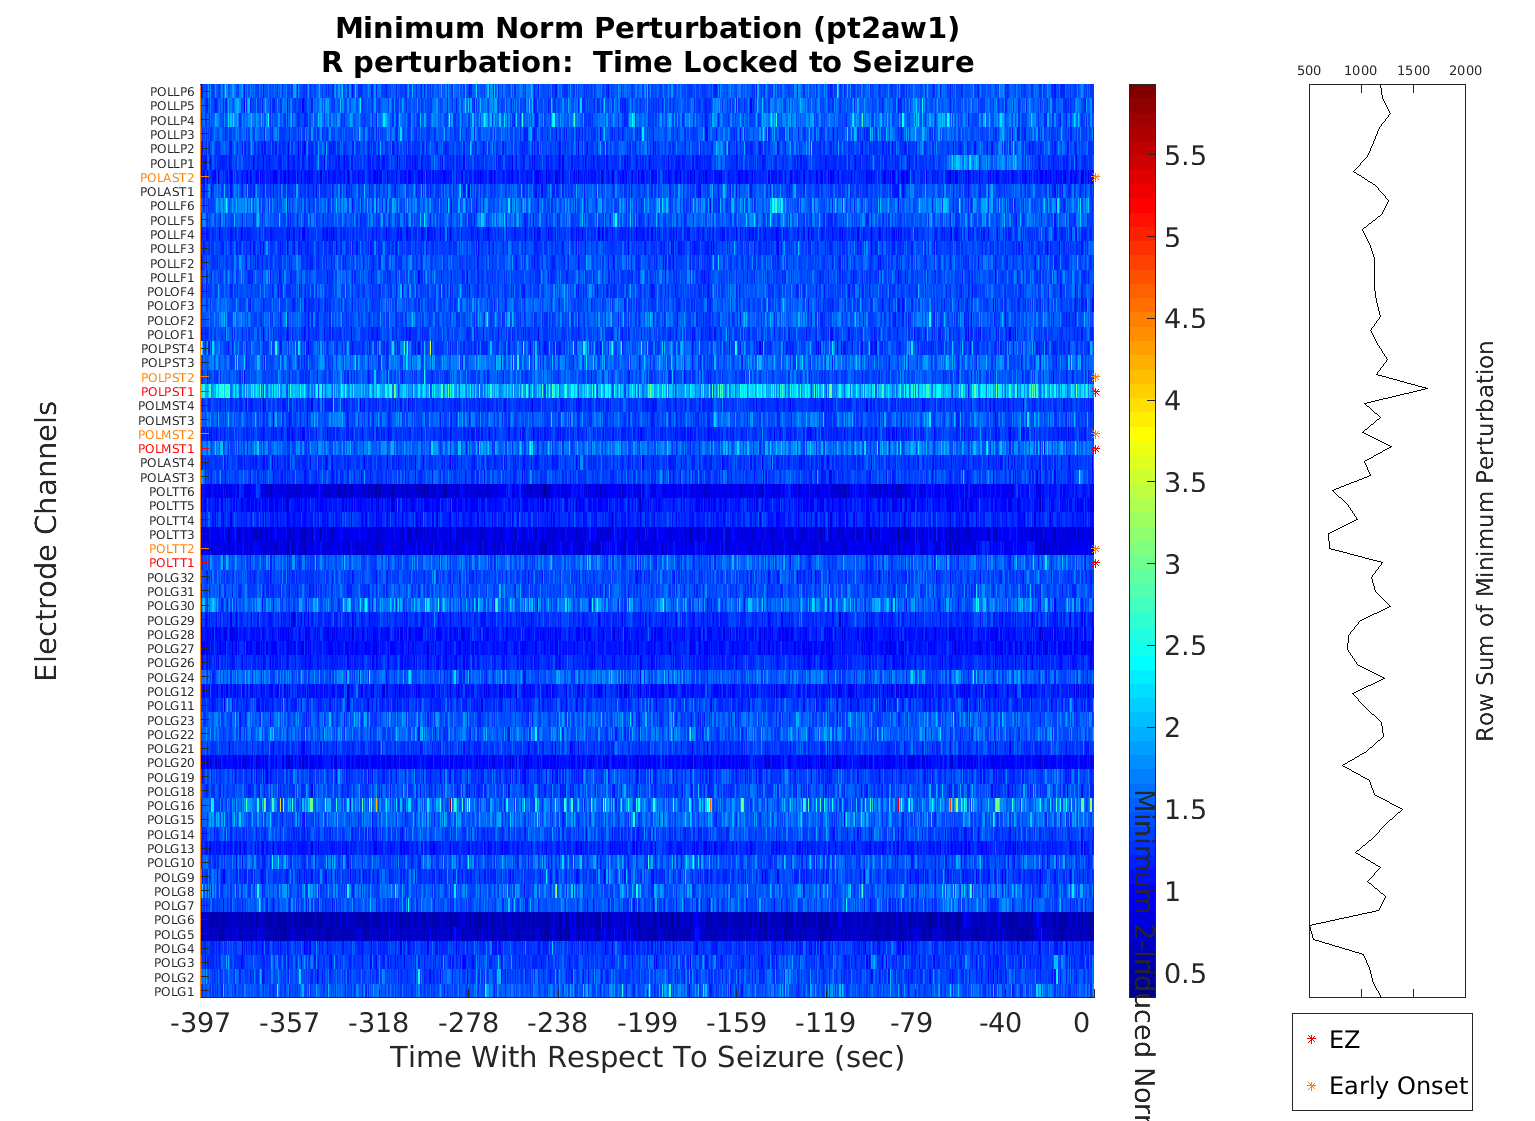 Minimum Norm Perturbation (pt2aw1)
R perturbation:  Time Locked to Seizure
Electrode Channels
POLLP6
POLLP5
POLLP4
POLLP3
POLLP2
POLLP1
POLAST2
POLAST1
POLLF6
POLLF5
POLLF4
POLLF3
POLLF2
POLLF1
POLOF4
POLOF3
POLOF2
POLOF1
POLPST4
POLPST3
POLPST2
POLPST1
POLMST4
POLMST3
POLMST2
POLMST1
POLAST4
POLAST3
POLTT6
POLTT5
POLTT4
POLTT3
POLTT2
POLTT1
POLG32
POLG31
POLG30
POLG29
POLG28
POLG27
POLG26
POLG24
POLG12
POLG11
POLG23
POLG22
POLG21
POLG20
POLG19
POLG18
POLG16
POLG15
POLG14
POLG13
POLG10
POLG9
POLG8
POLG7
POLG6
POLG5
POLG4
POLG3
POLG2
POLG1
-397 -357 -318 -278 -238 -199 -159 -119 -79 -40 0
Time With Respect To Seizure (sec)
5.5
5
4.5
4
3.5
3
2.5
2
1.5
1
0.5
Minimum 2-Induced Norm
500 1000 1500 2000
Row Sum of Minimum Perturbation
EZ
Early Onset